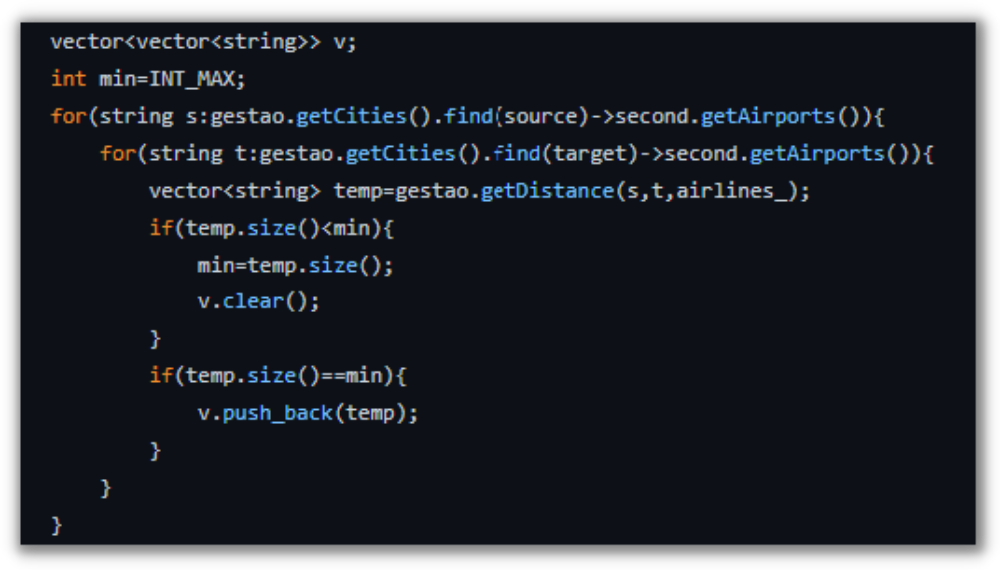 vector<vector<string>> v;
int min=INT_MAX;
for(string s:gestao.getCities().find(source)->second.getAirports()){
    for(string t:gestao.getCities().find(target)->second.getAirports()){
        vector<string> temp=gestao.getDistance(s,t,airlines_);
        if(temp.size()<min){
            min=temp.size();
            v.clear();
        }
        if(temp.size()==min){
            v.push_back(temp);
        }
    }
}